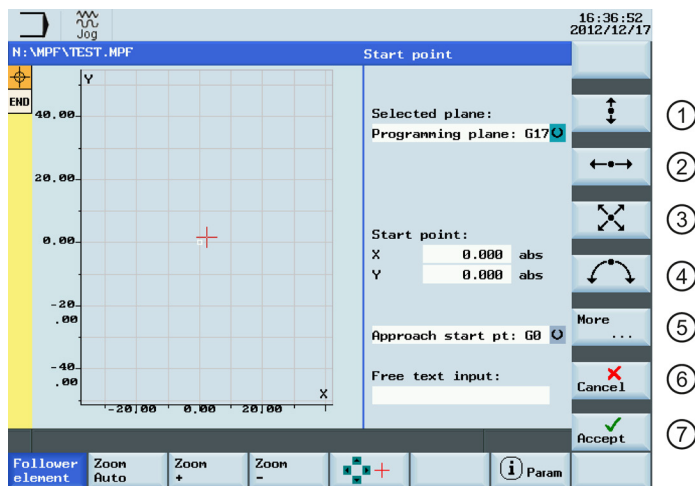 Jog
16:36:52
2012/12/17
N:\MPF\TEST.MPF
Start point
END
Y
40.00
20.00
0.00
-20
.00
-40
.00
X
-20.00 0.00 20.00
Selected plane:
Programming plane: G17
Start point:
X 0.000 abs
Y 0.000 abs
Approach start pt: G0
Free text input:
1
2
3
4
More
...
5
Cancel
6
Accept
7
Follower
element
Zoom
Auto
Zoom
+
Zoom
-
i Param